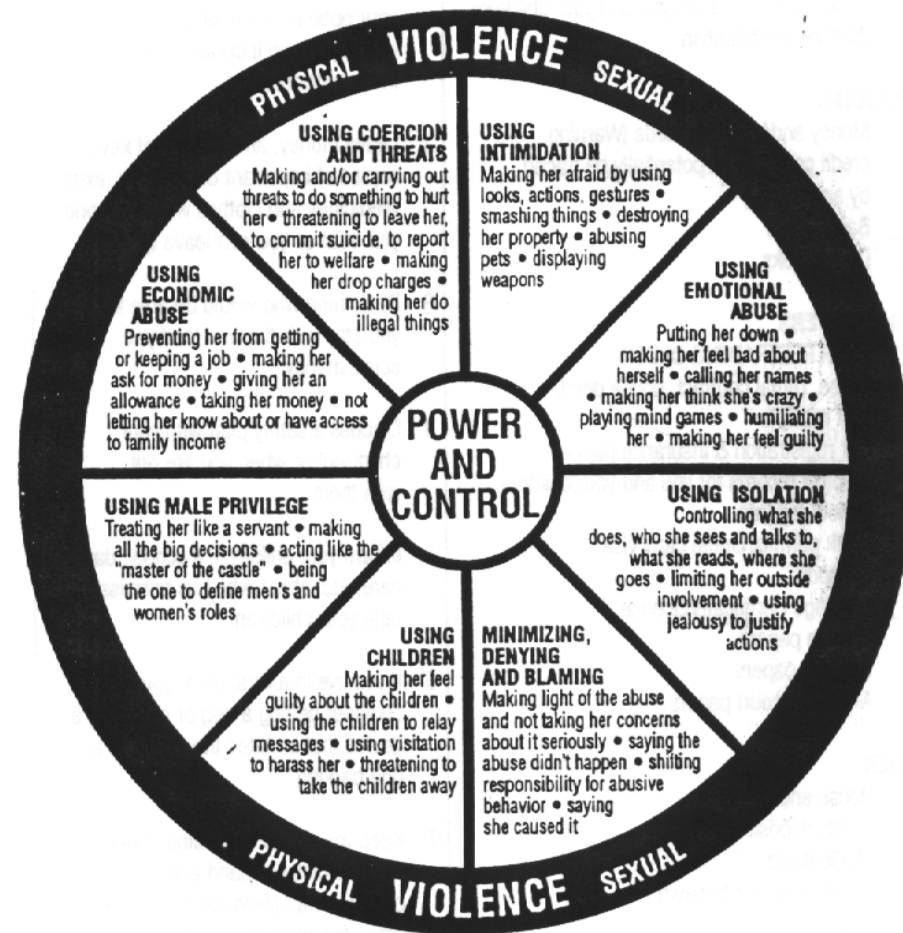 PHYSICAL VIOLENCE SEXUAL
USING COERCION
AND THREATS
Making and/or carrying out
threats to do something to hurt
her • threatening to leave her,
to commit suicide, to report
her to welfare • making
her drop charges •
making her do
illegal things
USING
INTIMIDATION
Making her afraid by using
looks, actions, gestures •
smashing things • destroying
her property • abusing
pets • displaying
weapons
USING
EMOTIONAL
ABUSE
Putting her down •
making her feel bad about
herself • calling her names
• making her think she's crazy •
playing mind games • humiliating
her • making her feel guilty
USING ISOLATION
Controlling what she
does, who she sees and talks to,
what she reads, where she
goes • limiting her outside
involvement • using
jealousy to justify
actions
MINIMIZING,
DENYING
AND BLAMING
Making light of the abuse
and not taking her concerns
about it seriously • saying the
abuse didn't happen • shifting
responsibility for abusive
behavior • saying
she caused it
USING
CHILDREN
Making her feel
guilty about the children •
using the children to relay
messages • using visitation
to harass her • threatening to
take the children away
USING MALE PRIVILEGE
Treating her like a servant • making
all the big decisions • acting like the
"master of the castle" • being
the one to define men's and
women's roles
USING
ECONOMIC
ABUSE
Preventing her from getting
or keeping a job • making her
ask for money • giving her an
allowance • taking her money • not
letting her know about or have access
to family income
POWER
AND
CONTROL
PHYSICAL VIOLENCE SEXUAL